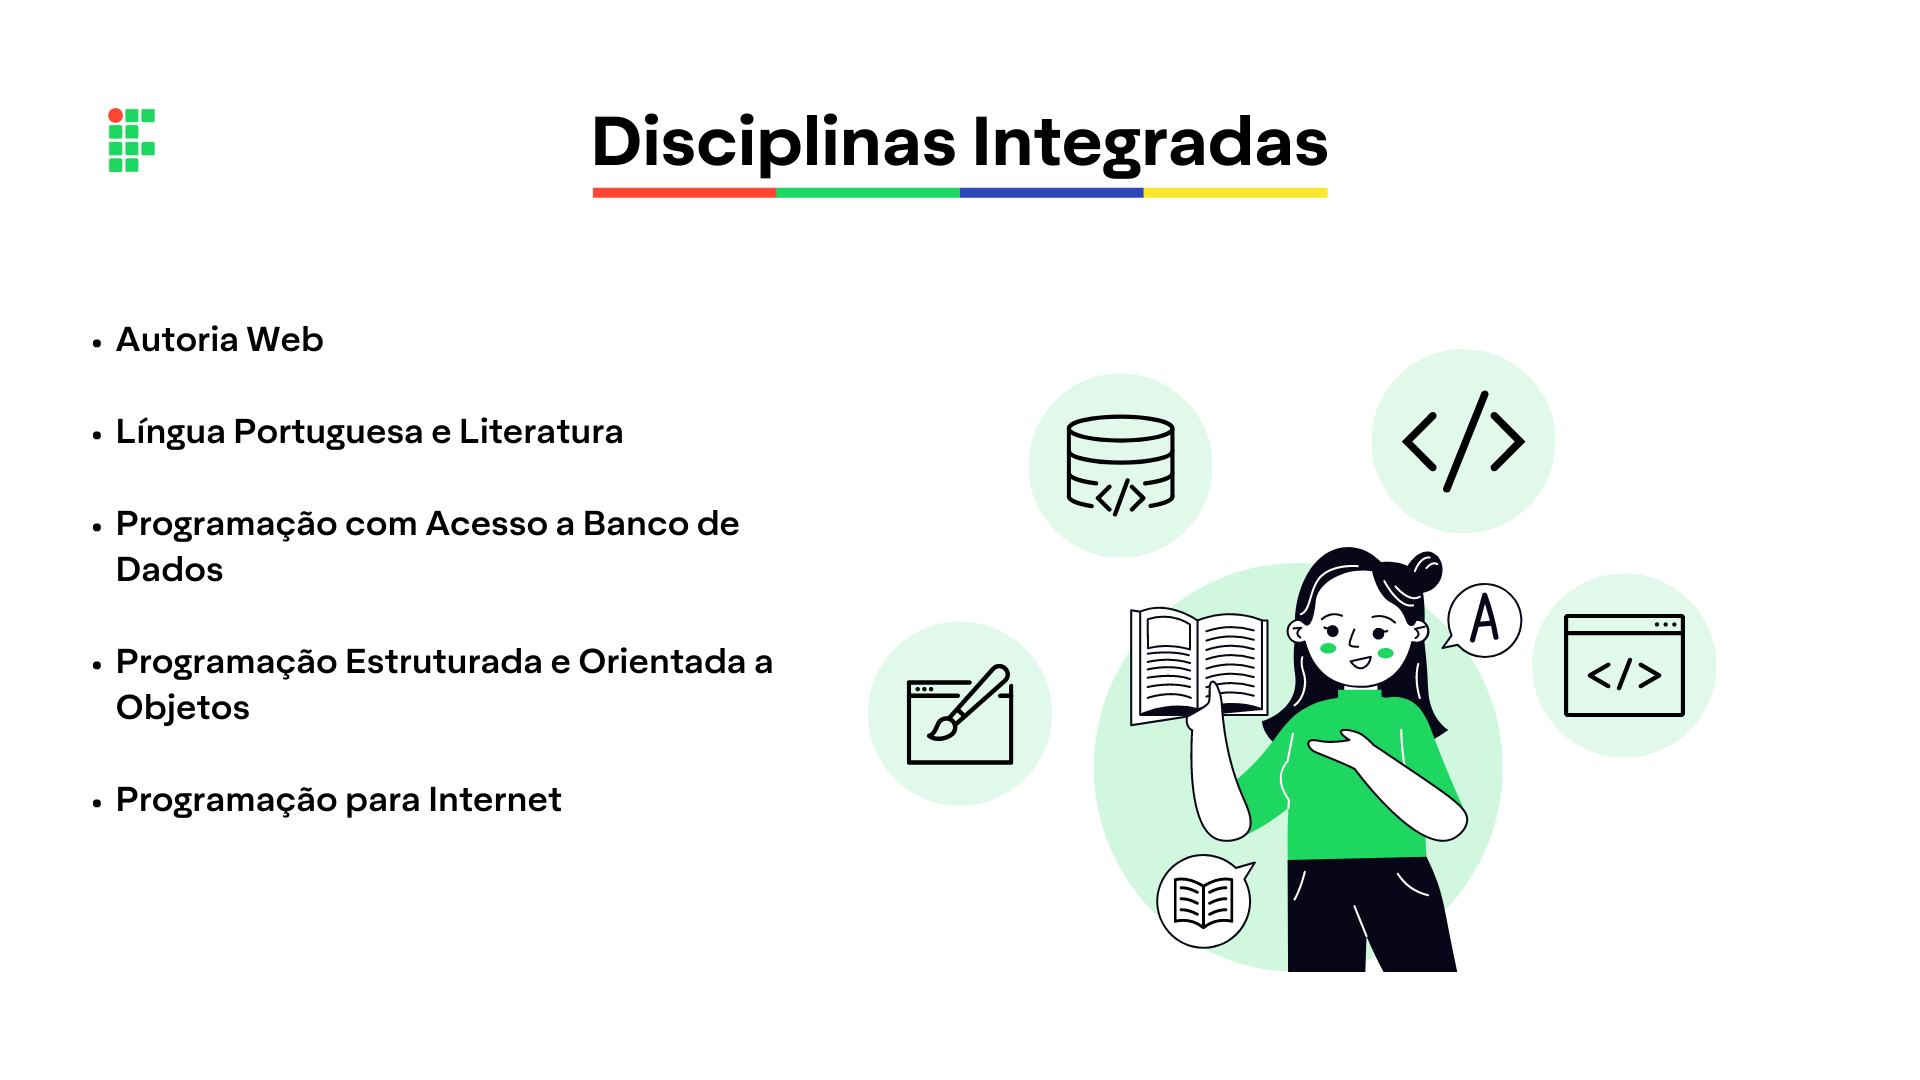 Disciplinas Integradas
• Autoria Web
• Língua Portuguesa e Literatura
• Programação com Acesso a Banco de
Dados
• Programação Estruturada e Orientada a
Objetos
• Programação para Internet
</>
</>
A
</>